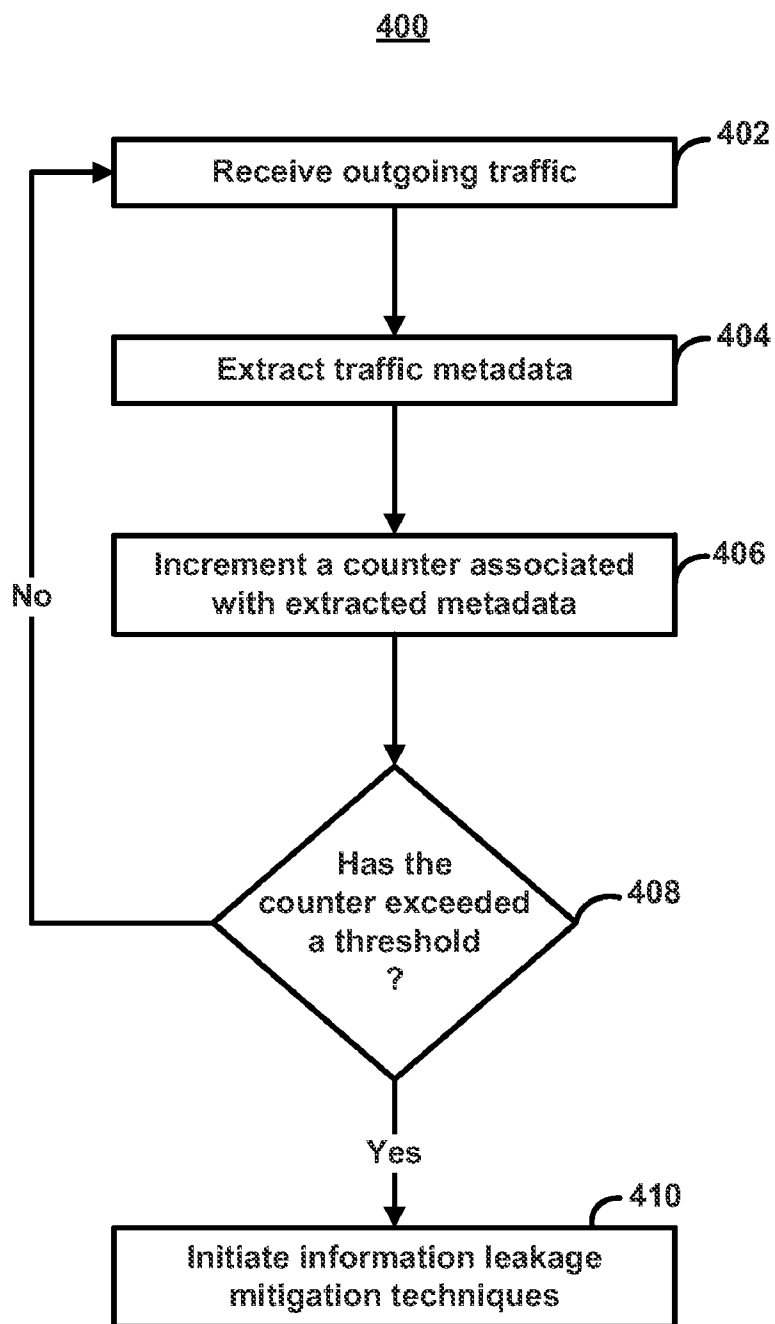 400
402
Receive outgoing traffic
404
Extract traffic metadata
406
Increment a counter associated
with extracted metadata
No
Has the
counter exceeded
a threshold
?
408
Yes
410
Initiate information leakage
mitigation techniques